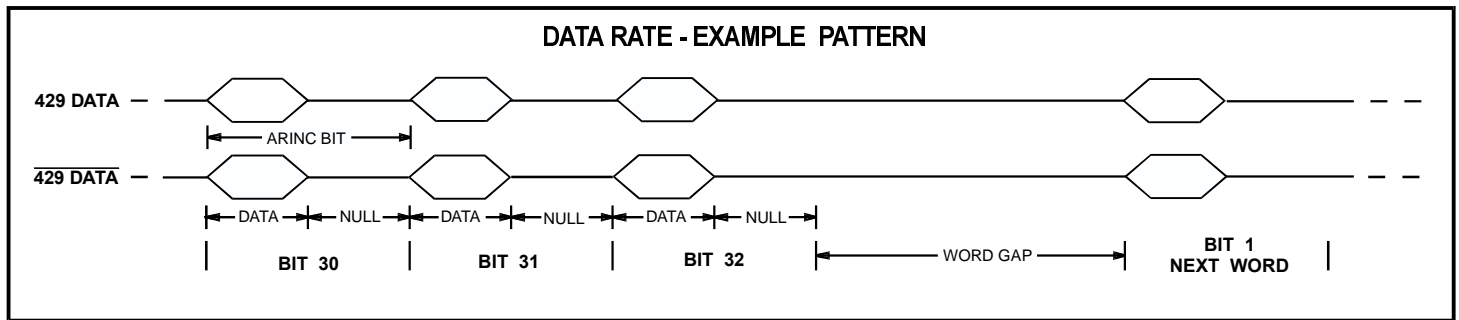 DATA RATE - EXAMPLE PATTERN
429 DATA
ARINC BIT
429 DATA
DATA NULL DATA NULL DATA NULL
BIT 30 BIT 31 BIT 32 WORD GAP BIT 1
NEXT WORD